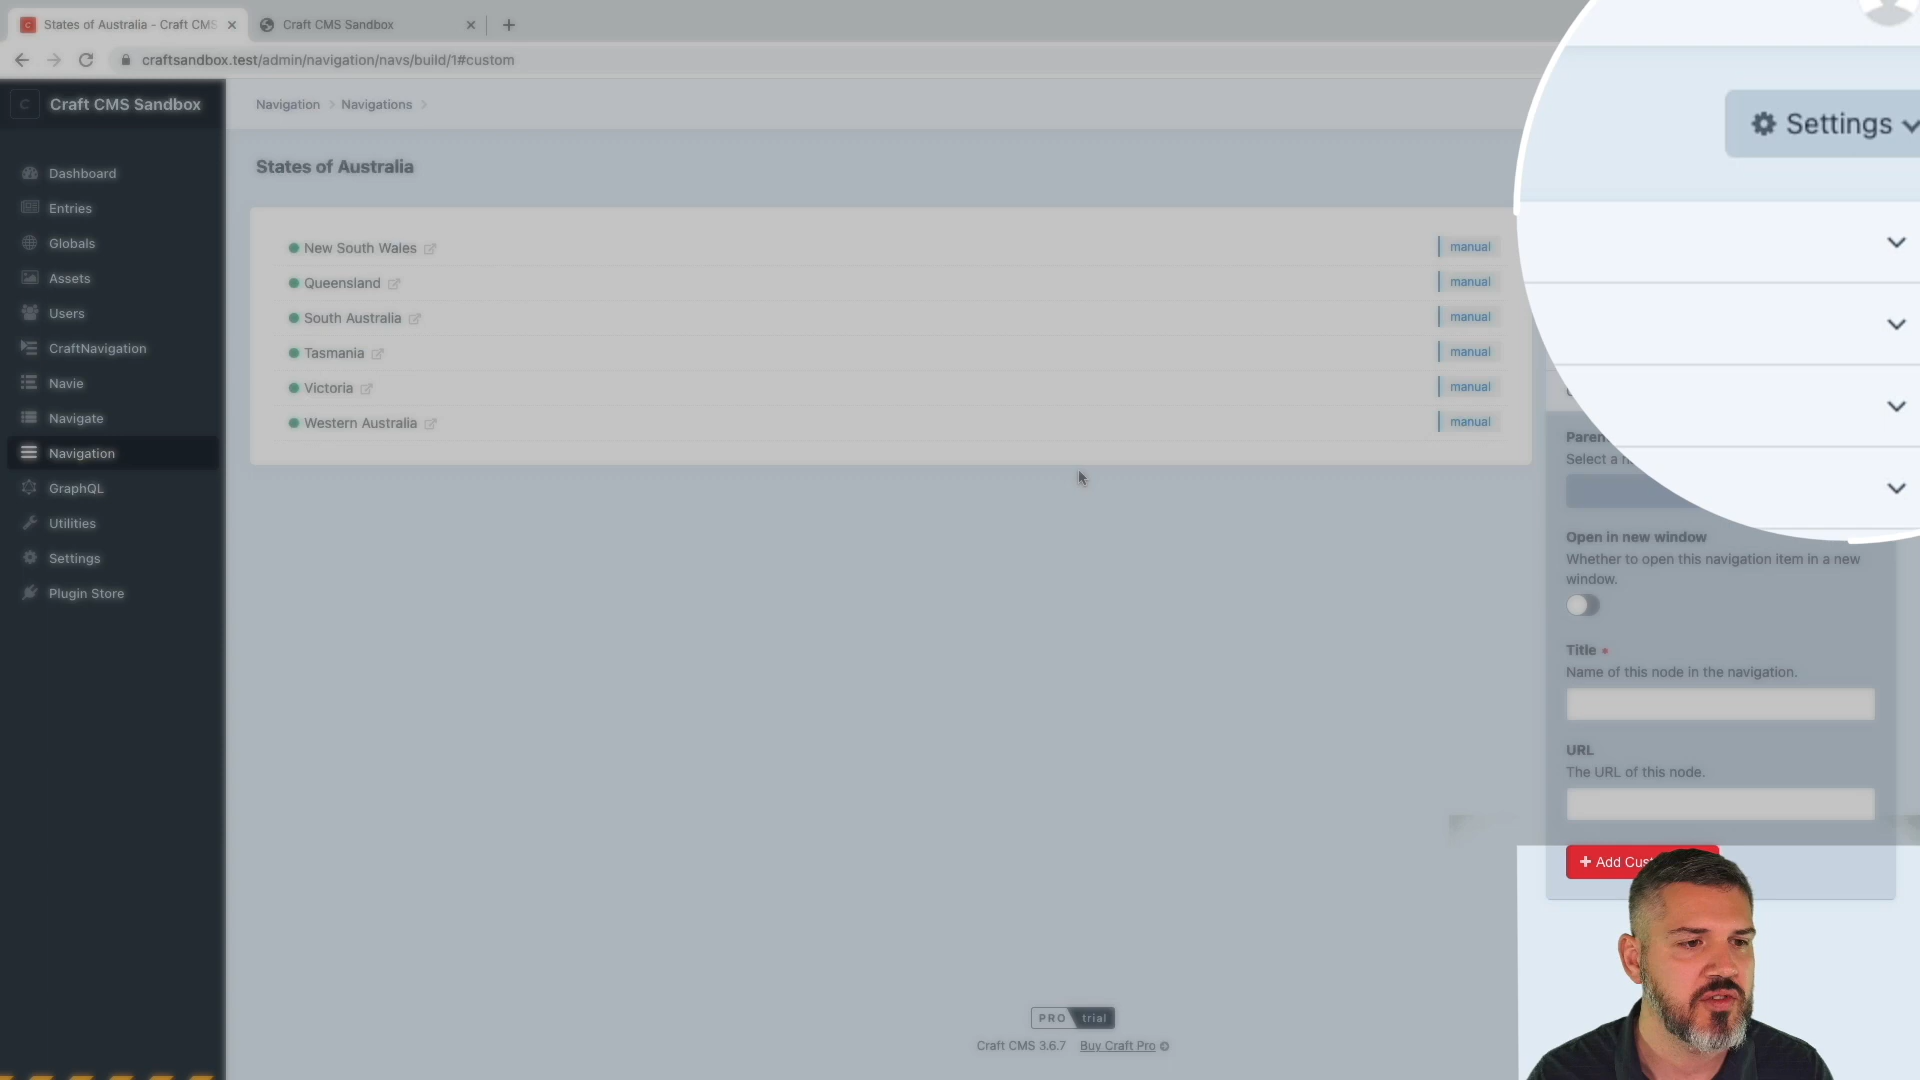 States of Australia - Craft CMS
Craft CMS Sandbox
craftsandbox.test/admin/navigation/navs/build/1#custom
C Craft CMS Sandbox
Navigation
Navigations
Settings
Dashboard
Entries
Globals
Assets
Users
CraftNavigation
Navie
Navigate
Navigation
GraphQL
Utilities
Settings
Plugin Store
States of Australia
New South Wales manual
Queensland manual
South Australia manual
Tasmania manual
Victoria manual
Western Australia manual
Select a
Open in new window
Whether to open this navigation item in a new
window.
Title
Name of this node in the navigation.
URL
The URL of this node.
+ Add
PRO trial
Craft CMS 3.6.7 Buy Craft Pro